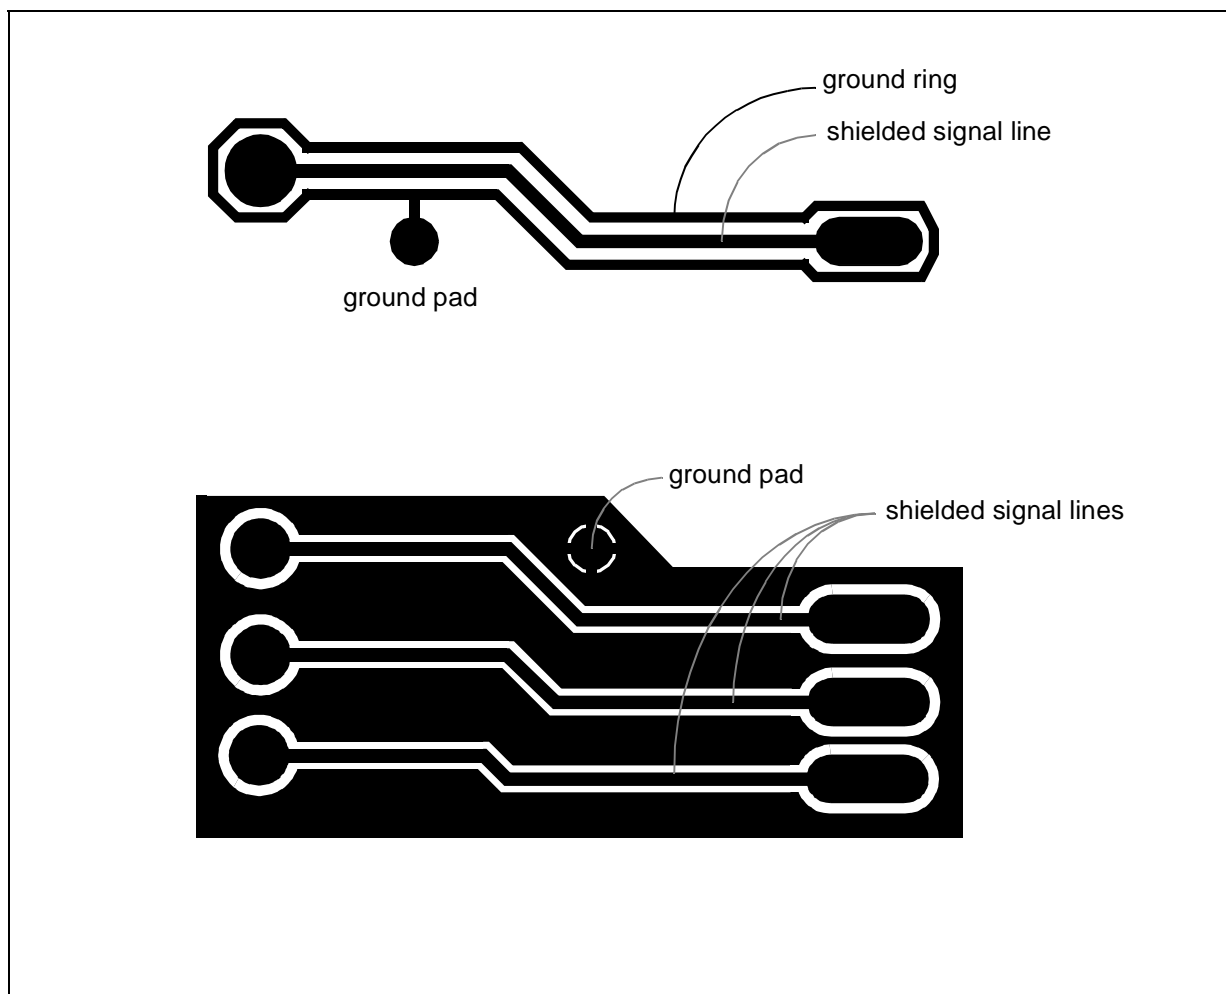 ground ring
shielded signal line
ground pad
ground pad
shielded signal lines